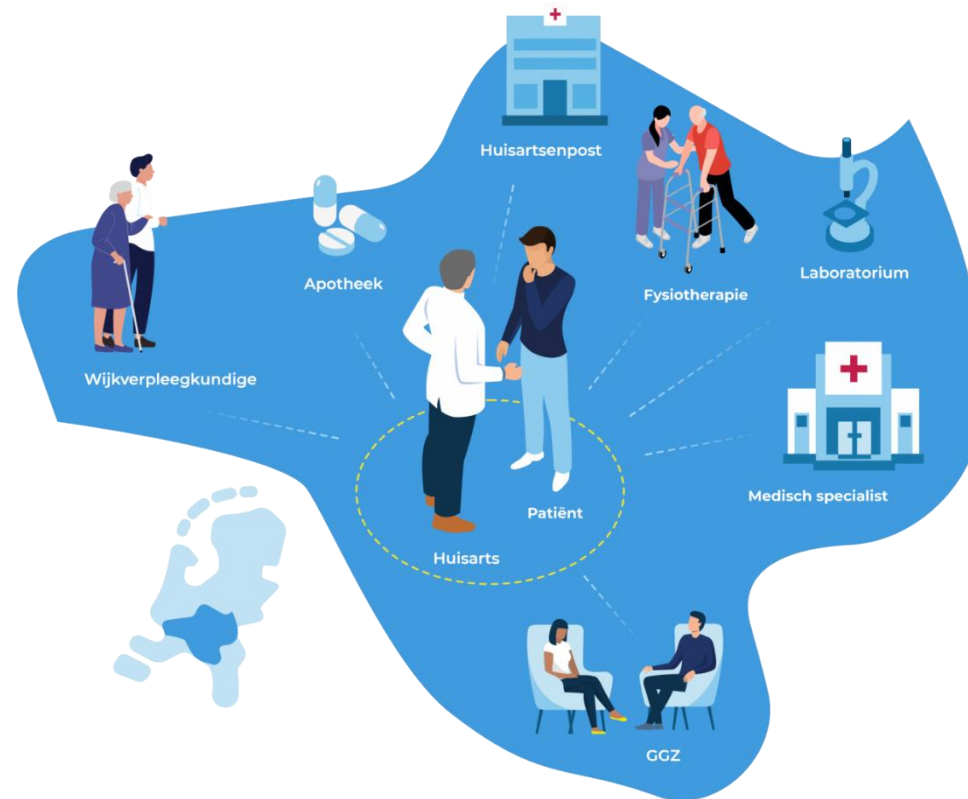 Huisartsenpost
Apotheek
Fysiotherapie
Laboratorium
Wijkverpleegkundige
Medisch specialist
Patiënt
Huisarts
GGZ